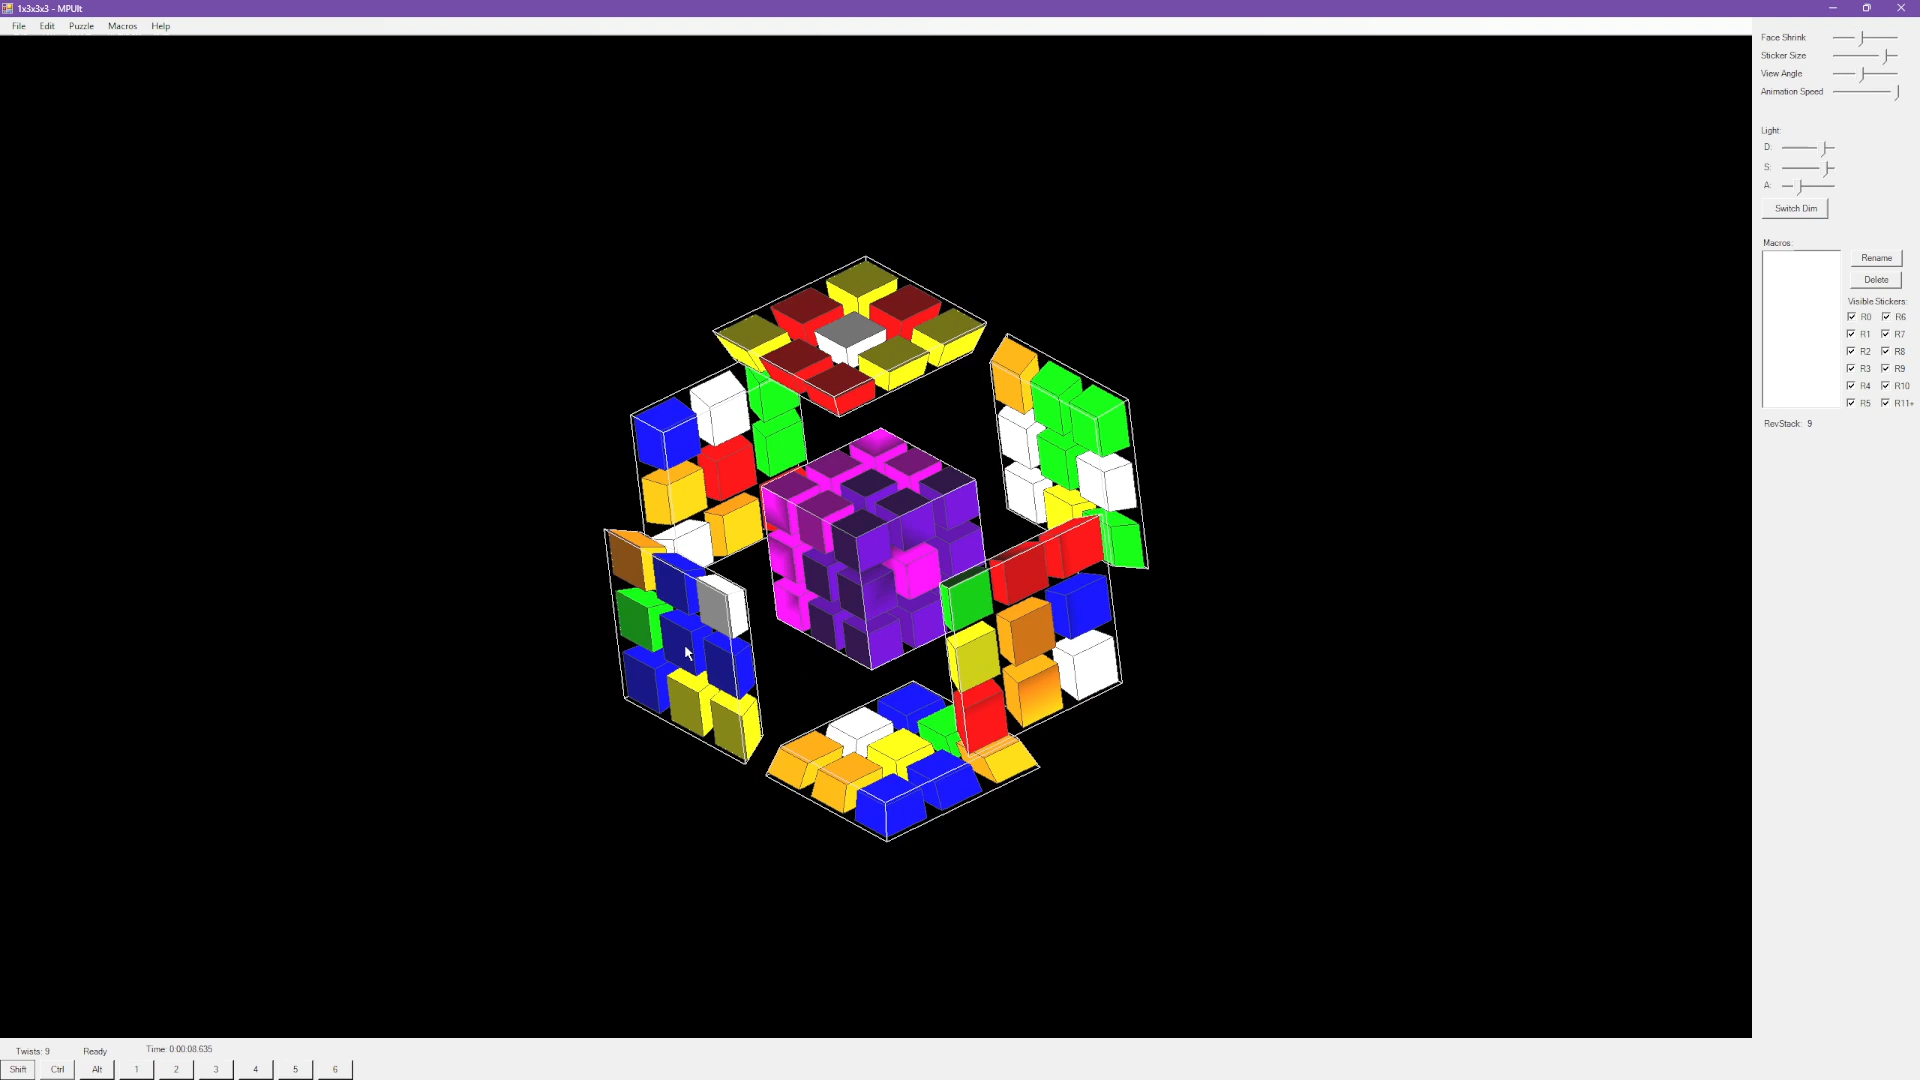 1x3x3x3 - MPUlt
File Edit Puzzle Macros Help
Face Shrink
Sticker Size
View Angle
Animation Speed
Light:
D:
S:
A:
Switch Dim
Macros:
Rename
Delete
Visible Stickers:
R0 R6
R1 R7
R2 R8
R3 R9
R4 R10
R5 R11+
RevStack: 9
Twists: 9 Ready Time: 0:00:08.635
Shift Ctrl Alt 1 2 3 4 5 6